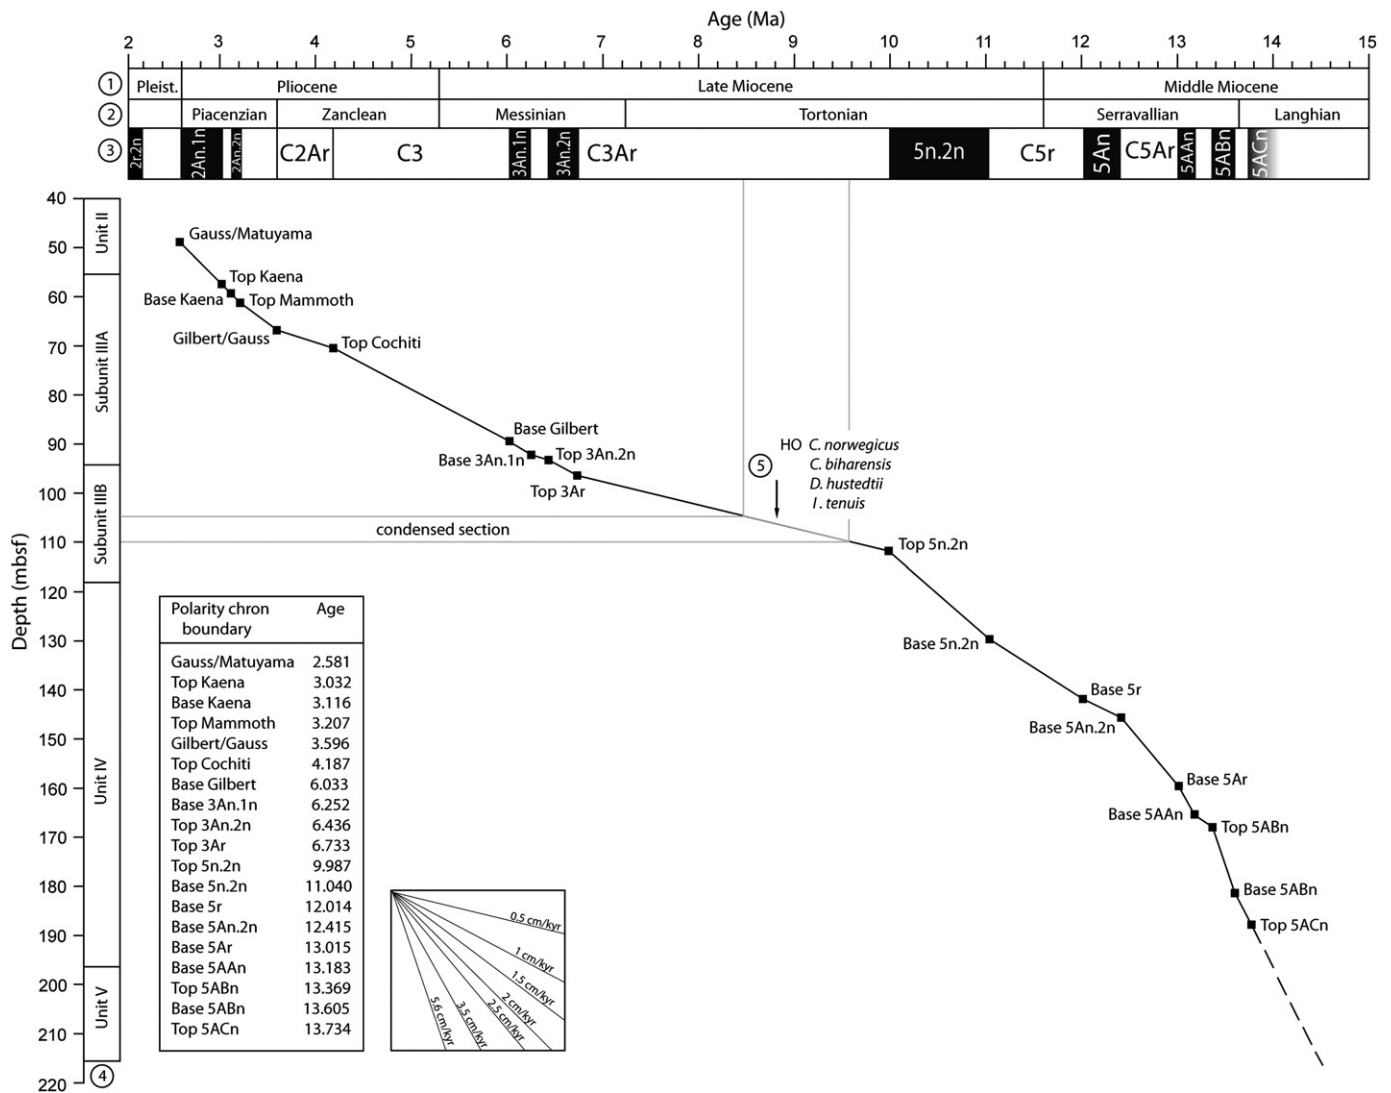 Age (Ma)
2 3 4 5 6 7 8 9 10 11 12 13 14 15
1 Pleist. Pliocene Late Miocene Middle Miocene
2 Piacenzian Zanclean Messinian Tortonian Serravallian Langhian
3 2r.2n 2An.1n 2An.2n C2Ar C3 3An.1n 3An.2n C3Ar 5n.2n C5r 5An C5Ar 5AAn 5ABn 5ACn
Depth (mbsf)
40
50
60
70
80
90
100
110
120
130
140
150
160
170
180
190
200
210
220
Unit II
Subunit IIIA
Subunit IIIB
Unit IV
Unit V
4
Gauss/Matuyama
Top Kaena
Base Kaena
Top Mammoth
Gilbert/Gauss
Top Cochiti
Base Gilbert
Base 3An.1n
Top 3An.2n
Top 3Ar
5
HO C. norwegicus
C. biharensis
D. hustedtii
I. tenuis
condensed section
Top 5n.2n
Base 5n.2n
Base 5r
Base 5An.2n
Base 5Ar
Base 5AAn
Top 5ABn
Base 5ABn
Top 5ACn
Polarity chron Age
boundary
Gauss/Matuyama 2.581
Top Kaena 3.032
Base Kaena 3.116
Top Mammoth 3.207
Gilbert/Gauss 3.596
Top Cochiti 4.187
Base Gilbert 6.033
Base 3An.1n 6.252
Top 3An.2n 6.436
Top 3Ar 6.733
Top 5n.2n 9.987
Base 5n.2n 11.040
Base 5r 12.014
Base 5An.2n 12.415
Base 5Ar 13.015
Base 5AAn 13.183
Top 5ABn 13.369
Base 5ABn 13.605
Top 5ACn 13.734
0.5 cm/kyr
1 cm/kyr
1.5 cm/kyr
2 cm/kyr
2.5 cm/kyr
3.5 cm/kyr
5.6 cm/kyr